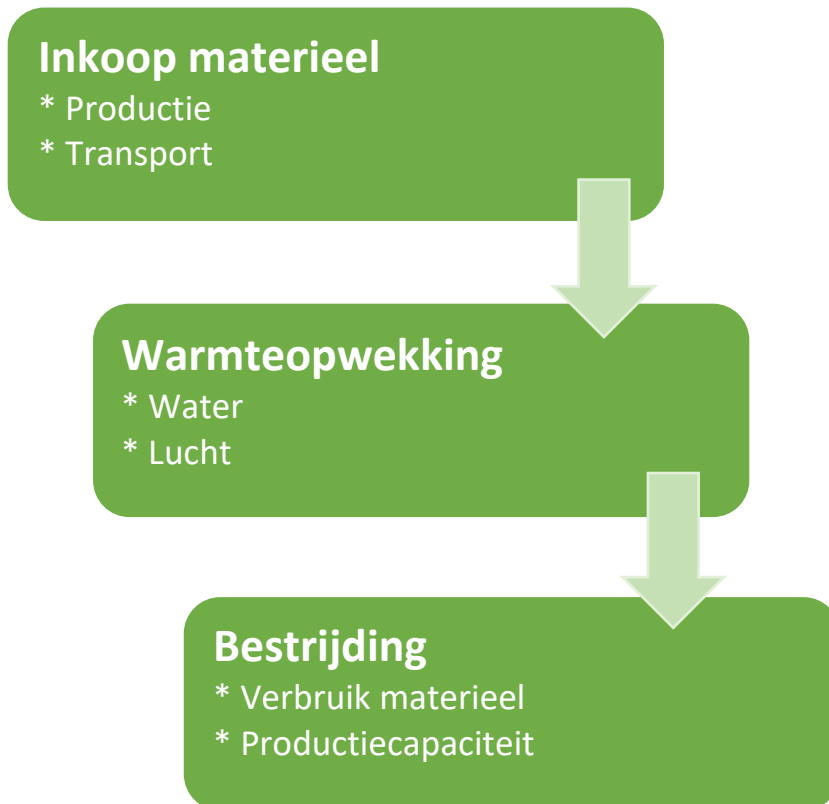 Inkoop materieel
* Productie
* Transport
Warmteopwekking
* Water
* Lucht
Bestrijding
* Verbruik materieel
* Productiecapaciteit